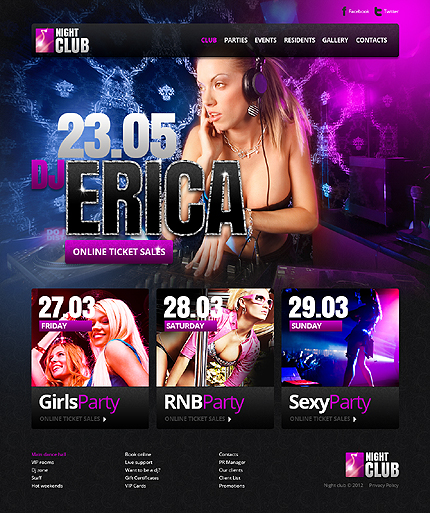 Facebook
Twitter
NIGHT
CLUB
CLUB PARTIES EVENTS RESIDENTS GALLERY CONTACTS
23.05
DJ
ERICA
ONLINE TICKET SALES
27.03
FRIDAY
GirlsParty
ONLINE TICKET SALES
28.03
SATURDAY
RNBParty
ONLINE TICKET SALES
29.03
SUNDAY
SexyParty
ONLINE TICKET SALES
Main dancehall
VIP rooms
Dj zone
Staff
Hot weekends
Book online
Live support
Want to be a dj?
Gift Certificates
VIP Cards
Contacts
PR Manager
Our clients
Client List
Promotions
NIGHT
CLUB
Night club © 2012 Privacy Policy